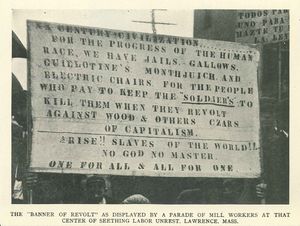 XX CENTURY CIVILIZATION
FOR THE PROGRESS OF THE HUMAN
RACE, WE HAVE JAILS. GALLOWS.
GUILLOTINE'S. MONTHJUICH. AND
ELECTRIC CHAIRS. FOR THE PEOPLE
WHO PAY TO KEEP THE "SOLDIERS" TO
KILL THEM WHEN THEY REVOLT
AGAINST WOOD & OTHERS CZARS
OF CAPITALISM.
ARISE!! SLAVES OF THE WORLD!!
NO GOD NO MASTER.
ONE FOR ALL & ALL FOR ONE.
TODOS PA
UNO Y PARA
THE "BANNER OF REVOLT" AS DISPLAYED BY A PARADE OF MILL WORKERS AT THAT
CENTER OF SEETHING LABOR UNREST, LAWRENCE, MASS.